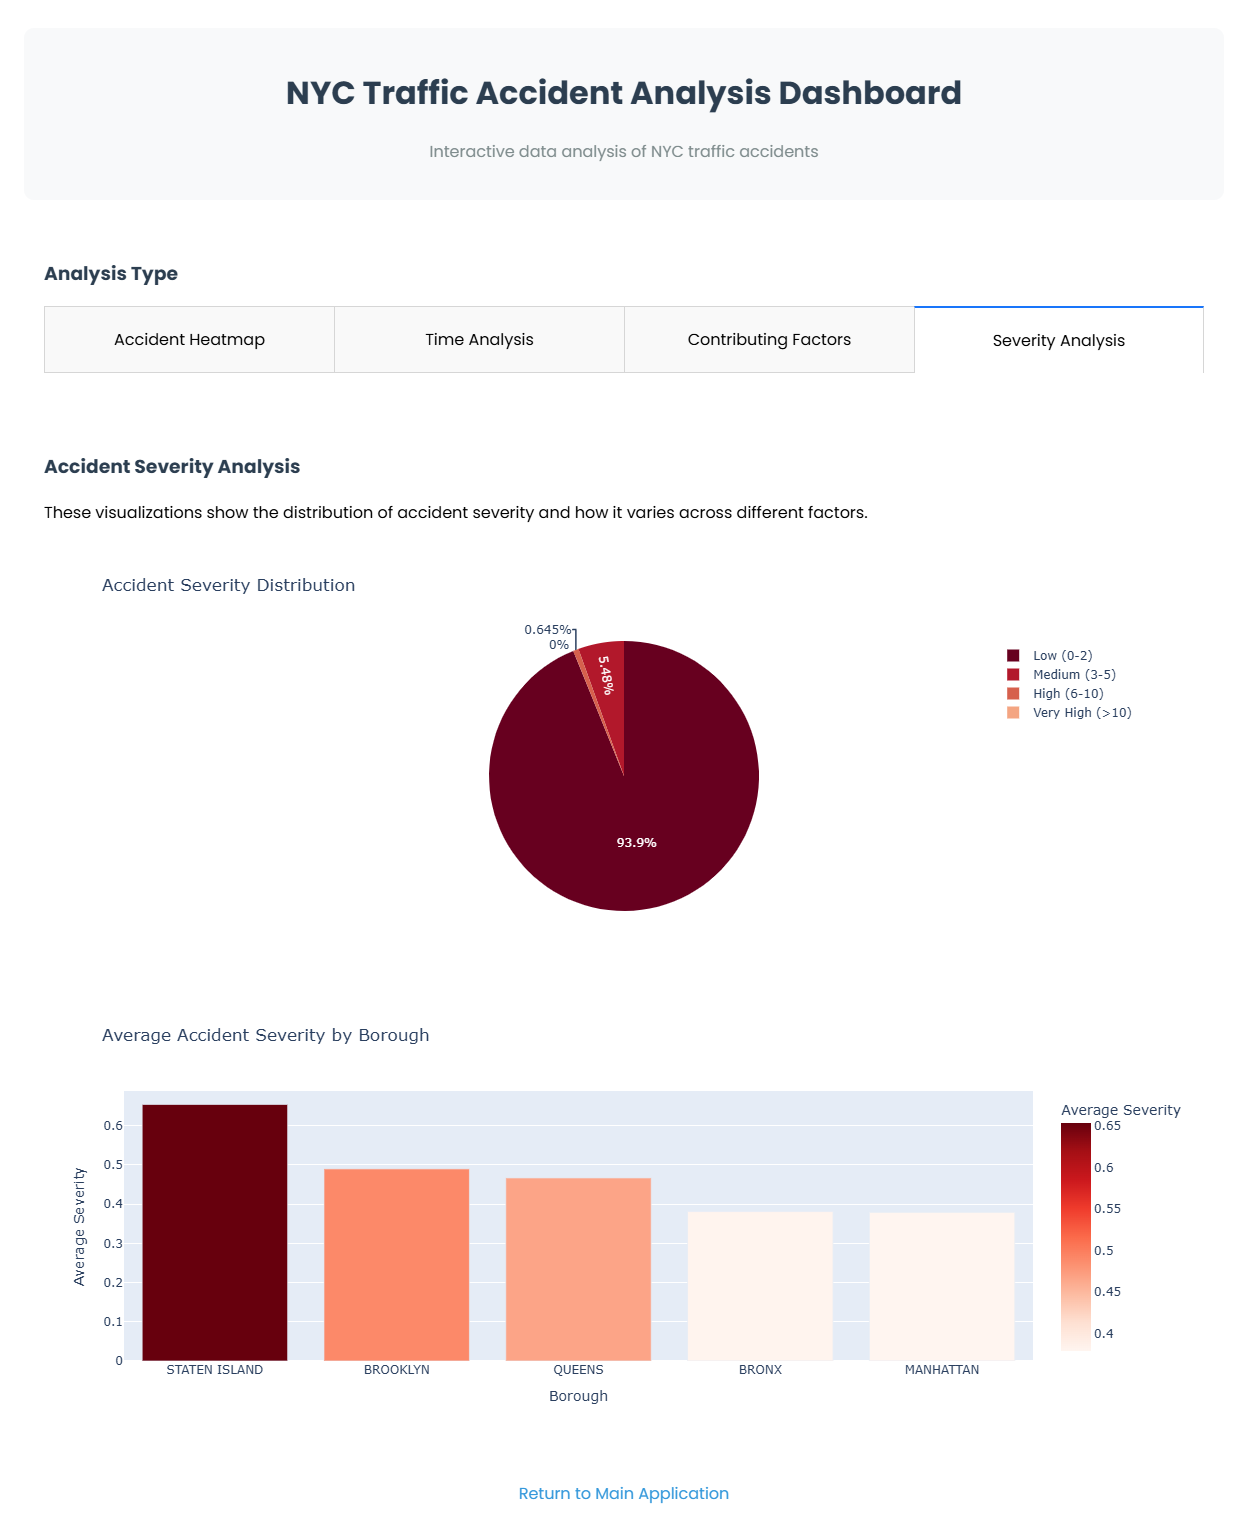 NYC Traffic Accident Analysis Dashboard
Interactive data analysis of NYC traffic accidents
Analysis Type
Accident Heatmap
Time Analysis
Contributing Factors
Severity Analysis
Accident Severity Analysis
These visualizations show the distribution of accident severity and how it varies across different factors.
Accident Severity Distribution
0.645%
0%
5.48%
93.9%
Low (0-2)
Medium (3-5)
High (6-10)
Very High (>10)
Average Accident Severity by Borough
Average Severity
0.6
0.5
0.4
0.3
0.2
0.1
0
STATEN ISLAND
BROOKLYN
QUEENS
BRONX
MANHATTAN
Borough
Average Severity
0.65
0.6
0.55
0.5
0.45
0.4
Return to Main Application